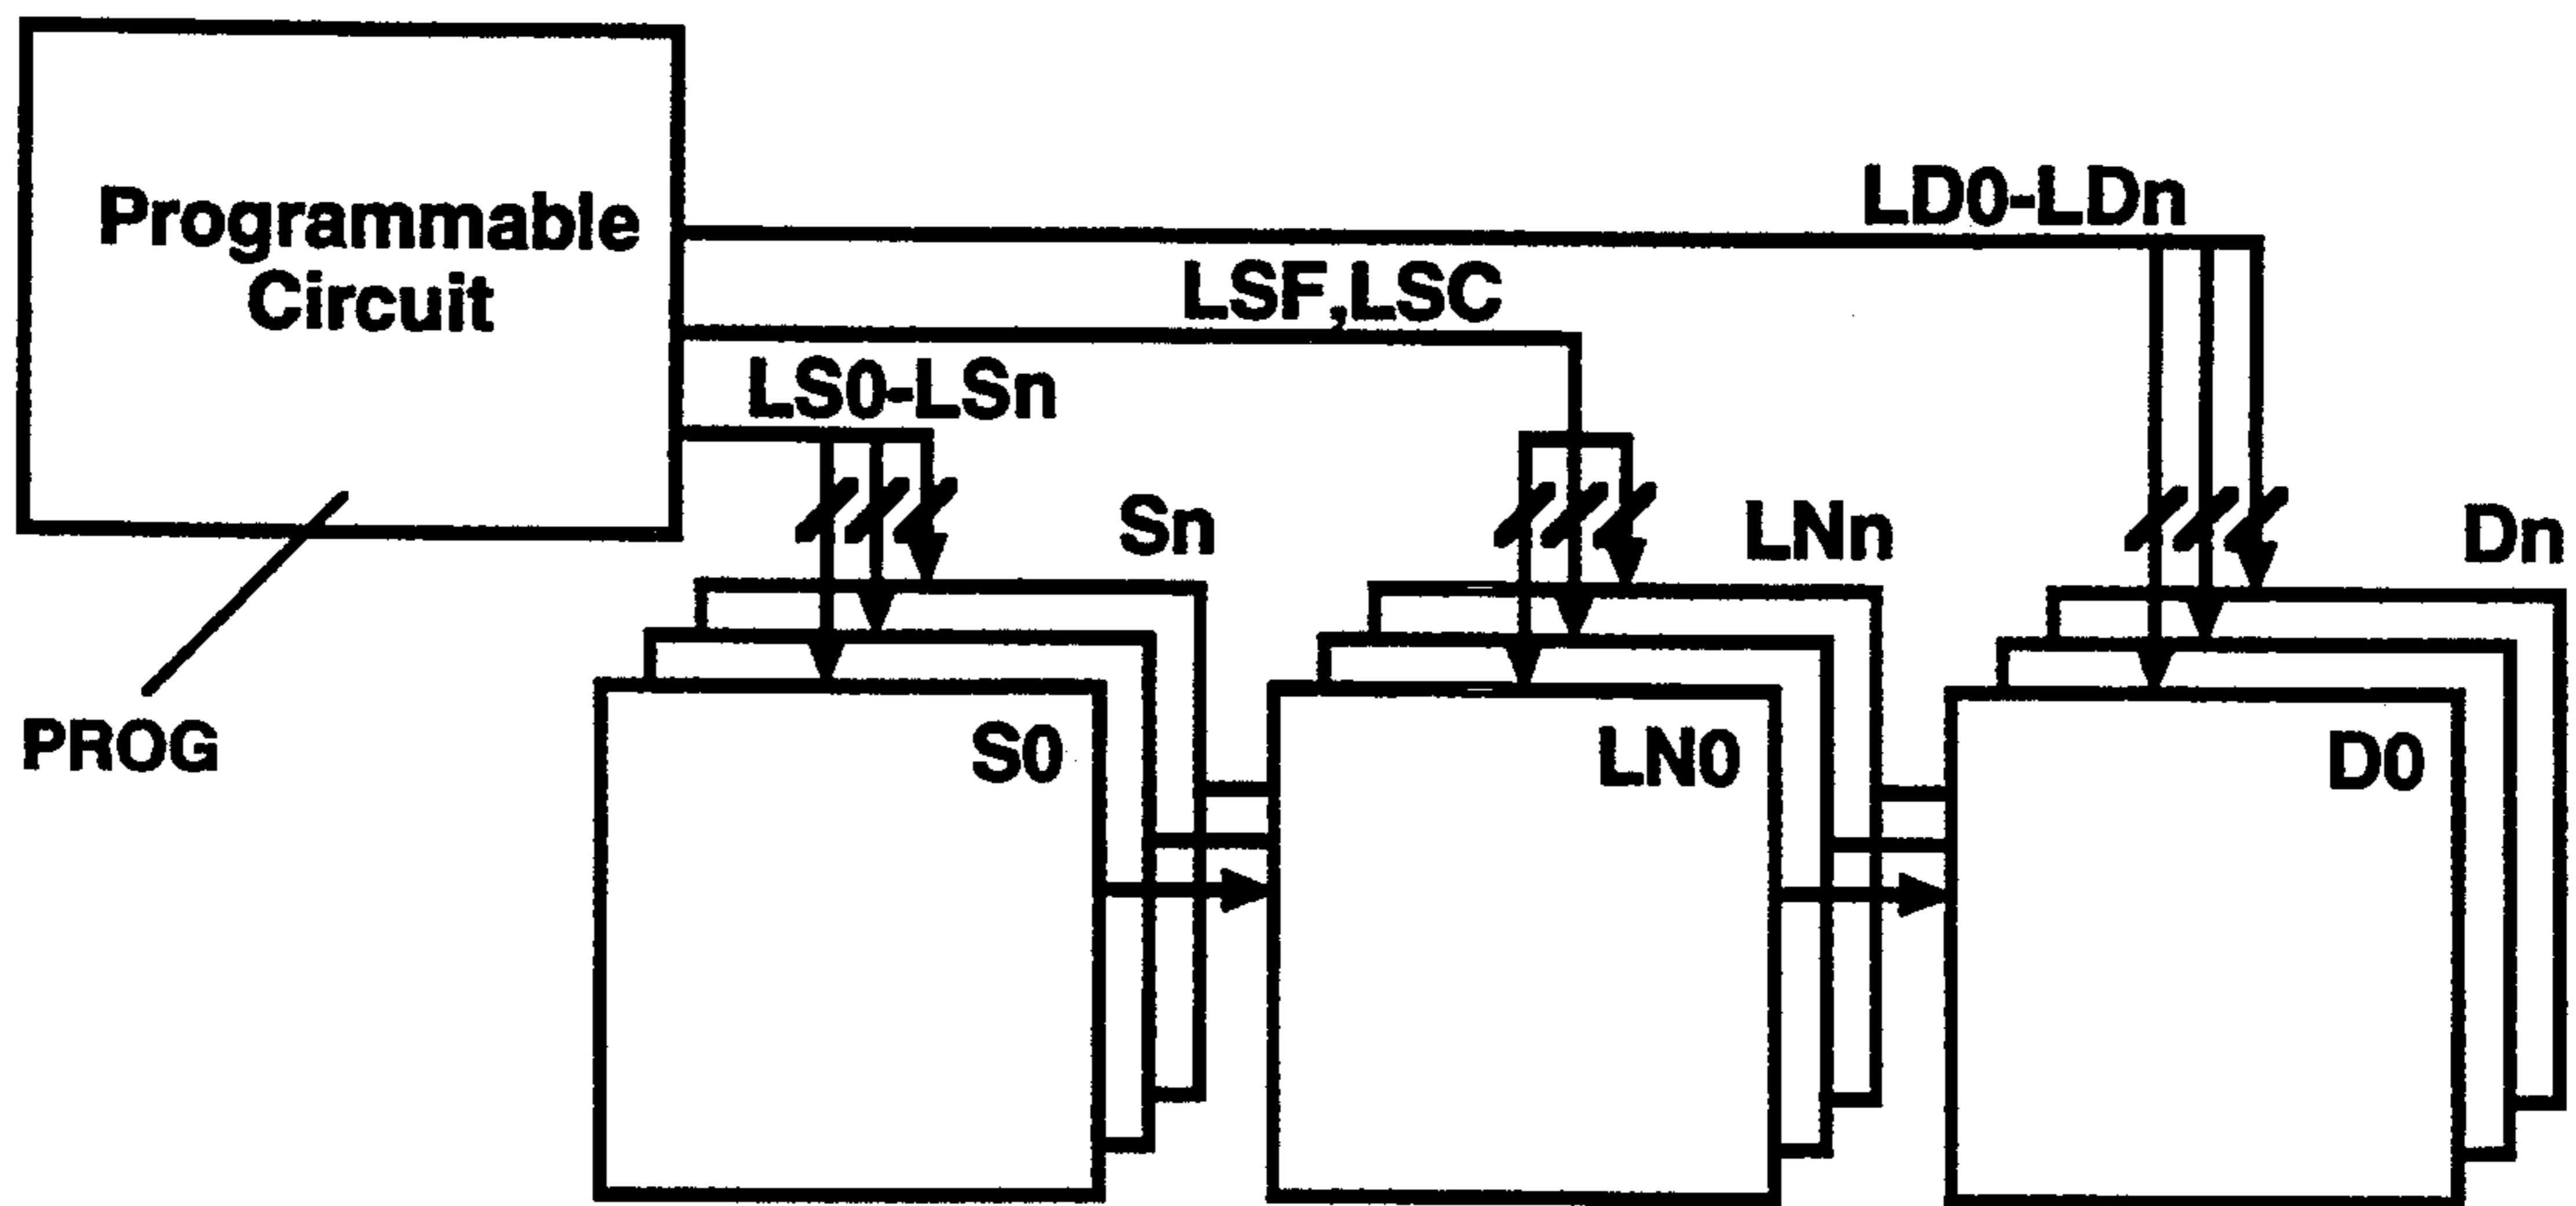 Programmable
Circuit
LD0-LDn
LSF,LSC
LS0-LSn
Sn
LNn
Dn
PROG
S0
LN0
D0